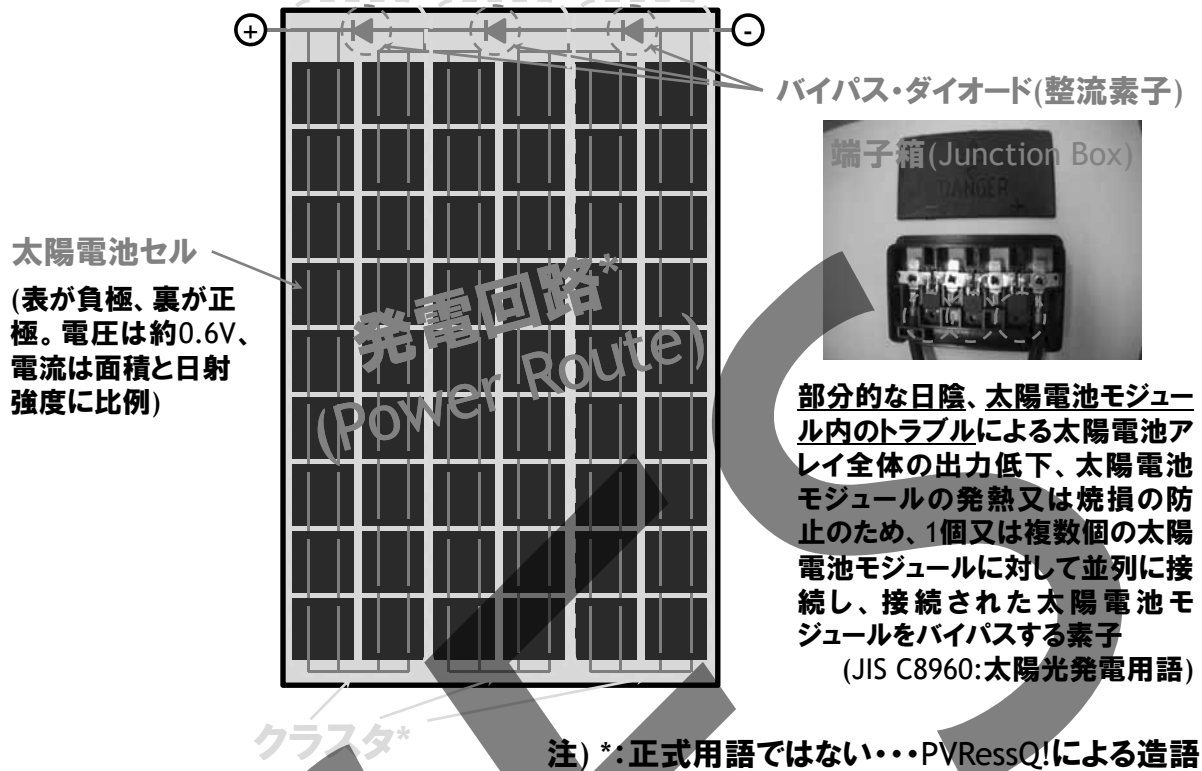 +
-
バイパス・ダイオード(整流素子)
端子箱(Junction Box)
DANGER
太陽電池セル
(表が負極、裏が正
極。電圧は約0.6V、
電流は面積と日射
強度に比例)
発電回路*
(Power Route)
部分的な日陰、太陽電池モジュー
ル内のトラブルによる太陽電池ア
レイ全体の出力低下、太陽電池
モジュールの発熱又は焼損の防
止のため、1個又は複数個の太陽
電池モジュールに対して並列に接
続し、接続された太陽電池モ
ジュールをバイパスする素子
(JIS C8960:太陽光発電用語)
クラスタ*
注) *:正式用語ではない・・・PVRessQ!による造語